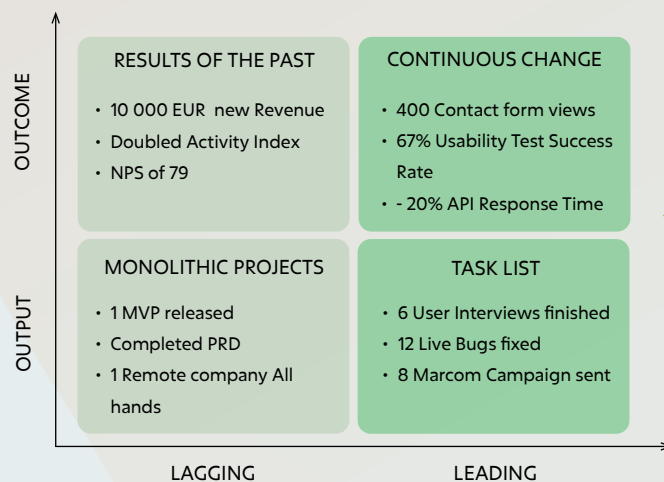 OUTCOME
RESULTS OF THE PAST
• 10 000 EUR new Revenue
• Doubled Activity Index
• NPS of 79
CONTINUOUS CHANGE
• 400 Contact form views
• 67% Usability Test Success
Rate
• - 20% API Response Time
OUTPUT
MONOLITHIC PROJECTS
• 1 MVP released
• Completed PRD
• 1 Remote company All
hands
TASK LIST
• 6 User Interviews finished
• 12 Live Bugs fixed
• 8 Marcom Campaign sent
LAGGING
LEADING